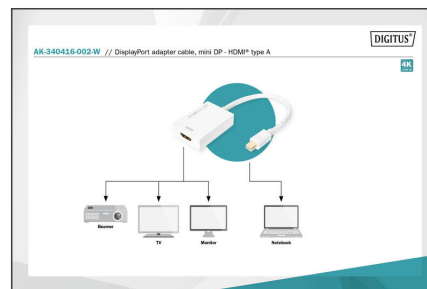 DIGITUS®
AK-340416-002-W // DisplayPort adapter cable, mini DP - HDMI® type A
4K
Beamer
TV
Monitor
Notebook